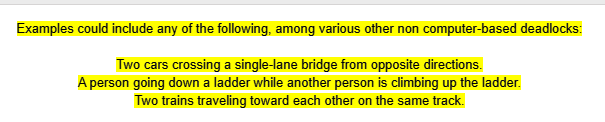 Examples could include any of the following, among various other non computer-based deadlocks:
Two cars crossing a single-lane bridge from opposite directions.
A person going down a ladder while another person is climbing up the ladder.
Two trains traveling toward each other on the same track.